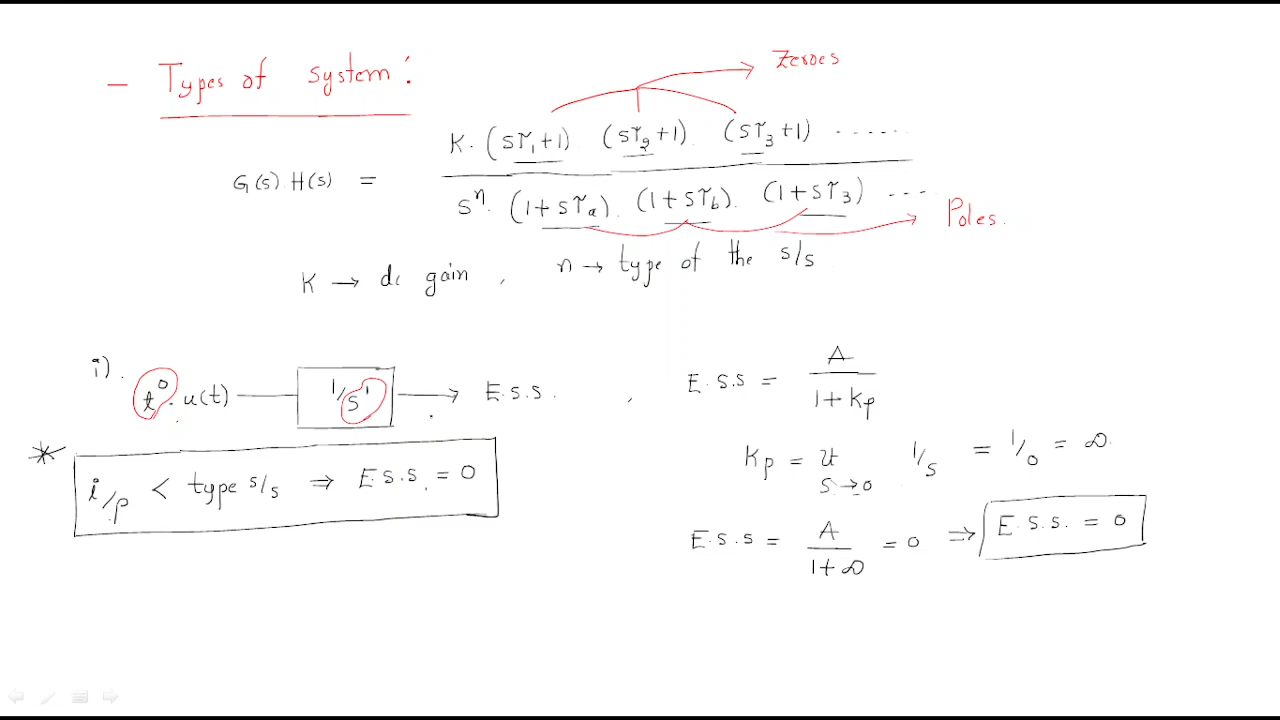 – Types of system :
Zeroes
G(s) . H(s) = K . (sτ₁+1) . (sτ₂+1) . (sτ₃+1) ...... / sⁿ . (1+sτₐ) . (1+sτb) . (1+sτ₃) ....
Poles
K → dc gain , n → type of the s/s
i) . t⁰ . u(t) — 1/s¹ → E.S.S. , E.S.S = A / 1+Kp
* i/p < type s/s ⇒ E.S.S. = 0
Kp = lt s→0 1/s = 1/0 = ∞
E.S.S = A / 1+∞ = 0 ⇒ E.S.S. = 0